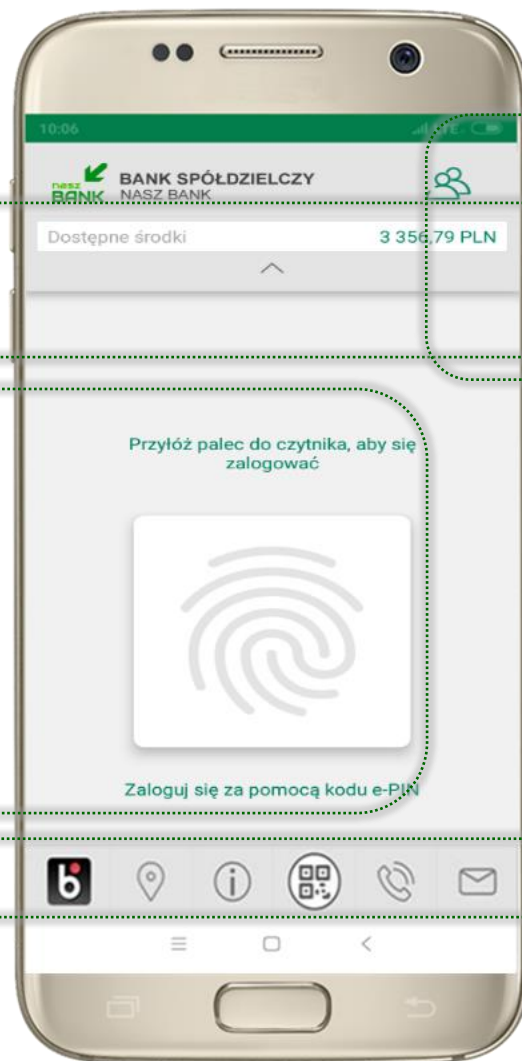 10:06
LTE
nasz
BANK
BANK SPÓŁDZIELCZY
NASZ BANK
Dostępne środki 3 356,79 PLN
Przyłóż palec do czytnika, aby się
zalogować
Zaloguj się za pomocą kodu e-PIN
b